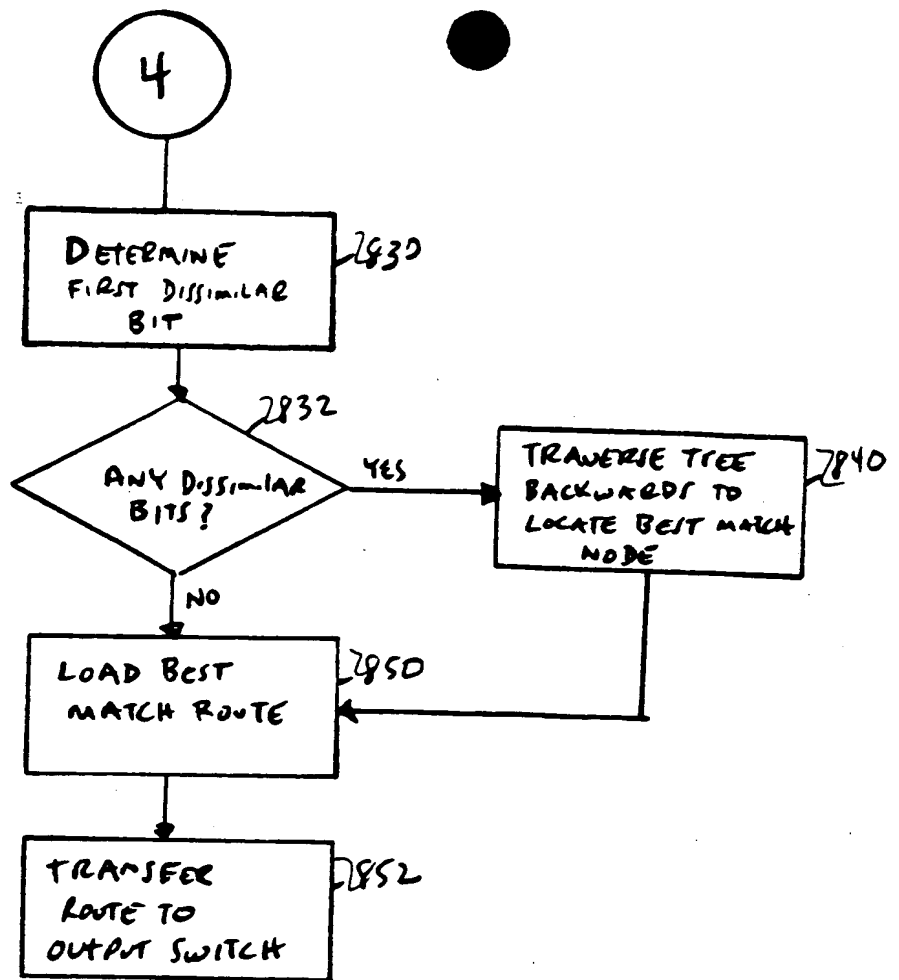 4
DETERMINE
FIRST DISSIMILAR
BIT
2830
2832
ANY DISSIMILAR
BITS?
YES
TRAVERSE TREE
BACKWARDS TO
LOCATE BEST MATCH
NODE
2840
NO
LOAD BEST
MATCH ROUTE
2850
TRANSFER
ROUTE TO
OUTPUT SWITCH
2852